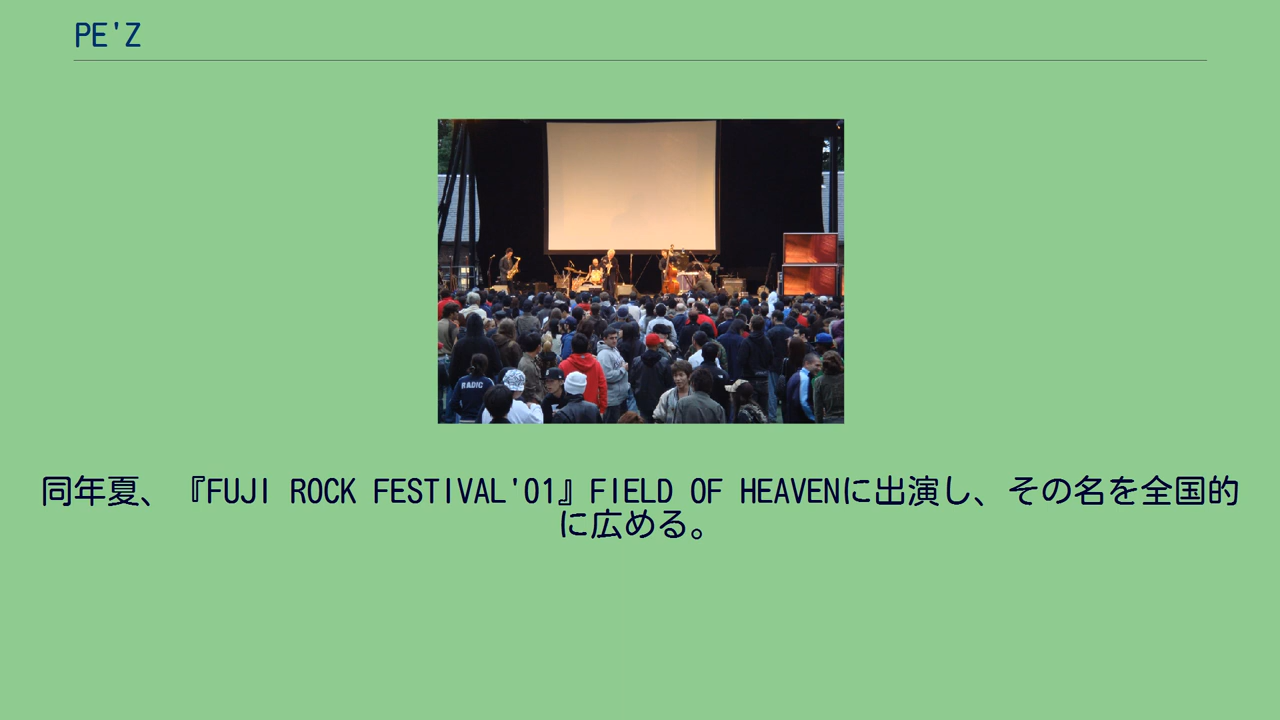 PE'Z
RADIC
同年夏、『FUJI ROCK FESTIVAL'01』FIELD OF HEAVENに出演し、その名を全国的
に広める。